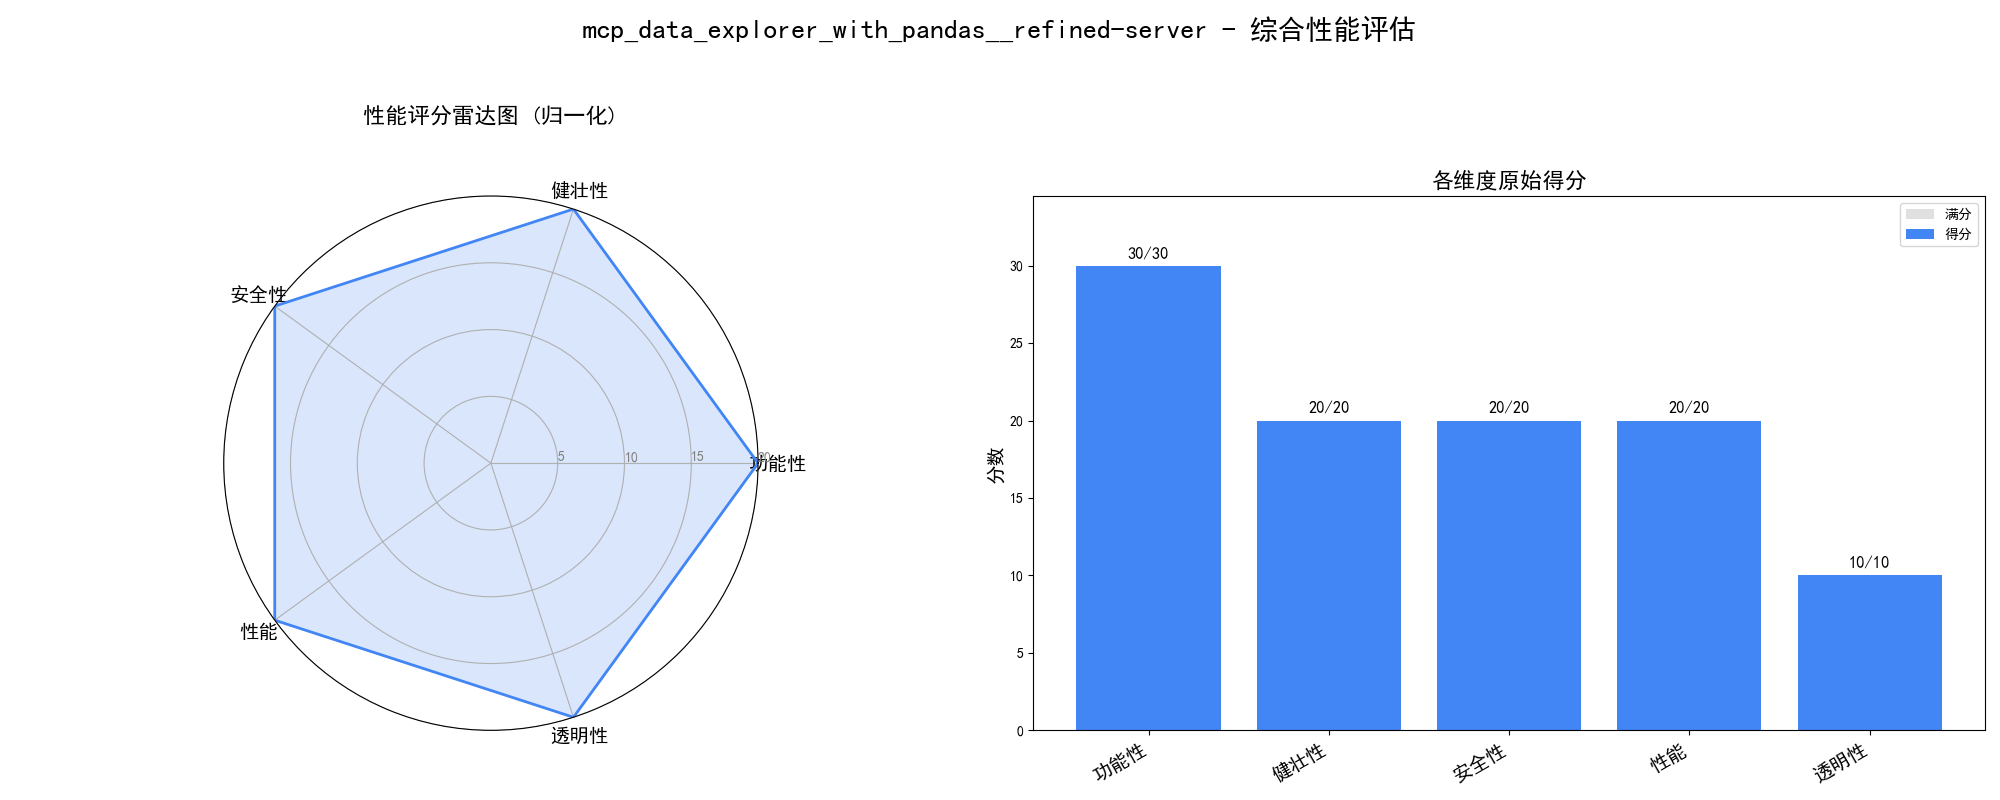 mcp_data_explorer_with_pandas__refined-server - 综合性能评估
性能评分雷达图 (归一化)
健壮性
安全性
5
10
15
20
功能性
性能
透明性
各维度原始得分
满分
得分
30/30
20/20
20/20
20/20
10/10
分数
30
25
20
15
10
5
0
功能性
健壮性
安全性
性能
透明性